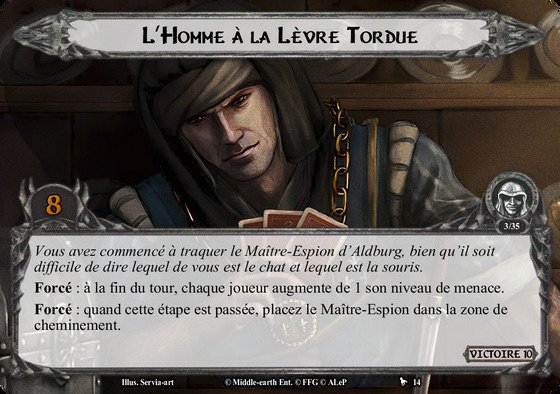 L'Homme à la Lèvre Tordue
8
3/35
Vous avez commencé à traquer le Maître-Espion d'Aldburg, bien qu'il soit
difficile de dire lequel de vous est le chat et lequel est la souris.
Forcé : à la fin du tour, chaque joueur augmente de 1 son niveau de menace.
Forcé : quand cette étape est passée, placez le Maître-Espion dans la zone de
cheminement.
VICTOIRE 10
Illus. Servia-art © Middle-earth Ent. © FFG © ALeP 14